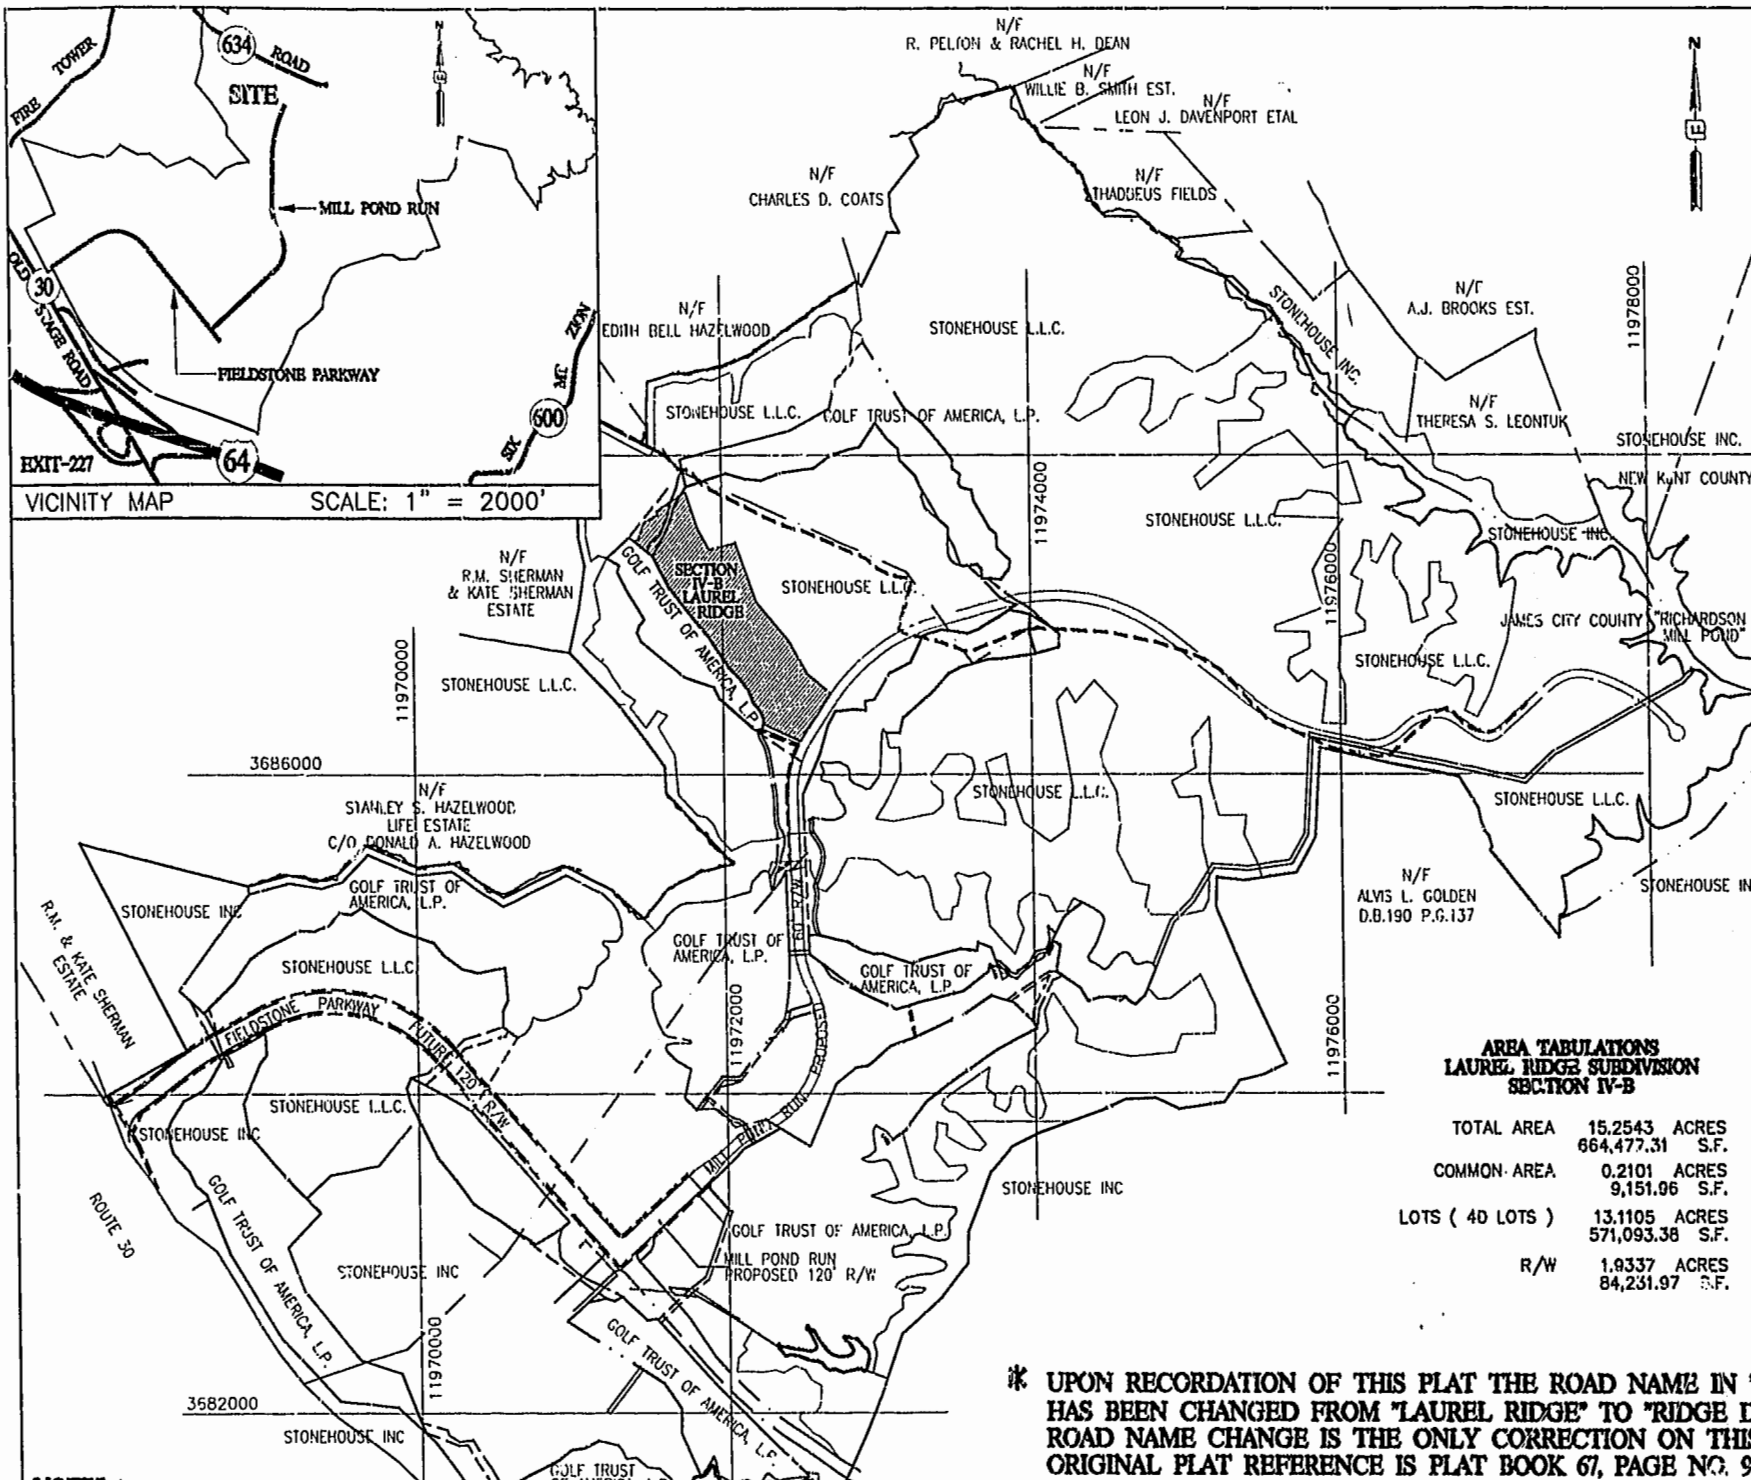 FIRE
TOWER
634
ROAD
SITE
N
MILL POND RUN
OLD
30
STAGE ROAD
FIELDSTONE PARKWAY
ZION
MT
600
SIX
64
EXIT-227
VICINITY MAP SCALE: 1" = 2000'
N/F
R. PELTON & RACHEL H. DEAN
N/F
WILLIE B. SMITH EST.
N/F
LEON J. DAVENPORT ETAL
N
N/F
CHARLES D. COATS
N/F
THADDEUS FIELDS
N/F
EDITH BELL HAZELWOOD
STONEHOUSE L.L.C.
STONEHOUSE INC.
N/F
A.J. BROOKS EST.
11978000
STONEHOUSE L.L.C.
GOLF TRUST OF AMERICA, L.P.
N/F
THERESA S. LEONTUK
STONEHOUSE INC.
NEW KENT COUNTY
11974000
STONEHOUSE L.L.C.
STONEHOUSE INC.
N/F
R.M. SHERMAN
& KATE SHERMAN
ESTATE
GOLF TRUST OF AMERICA, L.P.
SECTION
IV-B
LAUREL
RIDGE
STONEHOUSE L.L.C.
11976000
JAMES CITY COUNTY
"RICHARDSON
MILL POND"
STONEHOUSE L.L.C.
11970000
STONEHOUSE L.L.C.
3686000
N/F
STANLEY S. HAZELWOOD
LIFE ESTATE
C/O DONALD A. HAZELWOOD
STONEHOUSE L.L.C.
STONEHOUSE L.L.C.
GOLF TRUST OF
AMERICA, L.P.
STONEHOUSE INC
R.M. & KATE SHERMAN
ESTATE
60' R/W
N/F
ALVIS L. GOLDEN
D.B.190 P.G.137
STONEHOUSE IN
GOLF TRUST OF
AMERICA, L.P.
STONEHOUSE L.L.C.
GOLF TRUST OF
AMERICA, L.P.
FIELDSTONE PARKWAY
FUTURE 120' R/W
11972000
PROPOSED
11976000
MILL POND RUN
STONEHOUSE L.L.C.
STONEHOUSE INC
AREA TABULATIONS
LAUREL RIDGE SUBDIVISION
SECTION IV-B
TOTAL AREA 15.2543 ACRES
664,477.31 S.F.
COMMON AREA 0.2101 ACRES
9,151.96 S.F.
LOTS ( 40 LOTS ) 13.1105 ACRES
571,093.38 S.F.
R/W 1.9337 ACRES
84,231.97 S.F.
ROUTE 30
GOLF TRUST OF AMERICA, L.P.
STONEHOUSE INC
STONEHOUSE INC
GOLF TRUST OF AMERICA, L.P.
MILL POND RUN
PROPOSED 120' R/W
11970000
GOLF TRUST OF AMERICA, L.P.
3682000
STONEHOUSE INC
GOLF TRUST
* UPON RECORDATION OF THIS PLAT THE ROAD NAME IN
HAS BEEN CHANGED FROM "LAUREL RIDGE" TO "RIDGE D
ROAD NAME CHANGE IS THE ONLY CORRECTION ON THIS
ORIGINAL PLAT REFERENCE IS PLAT BOOK 67, PAGE NO. 9